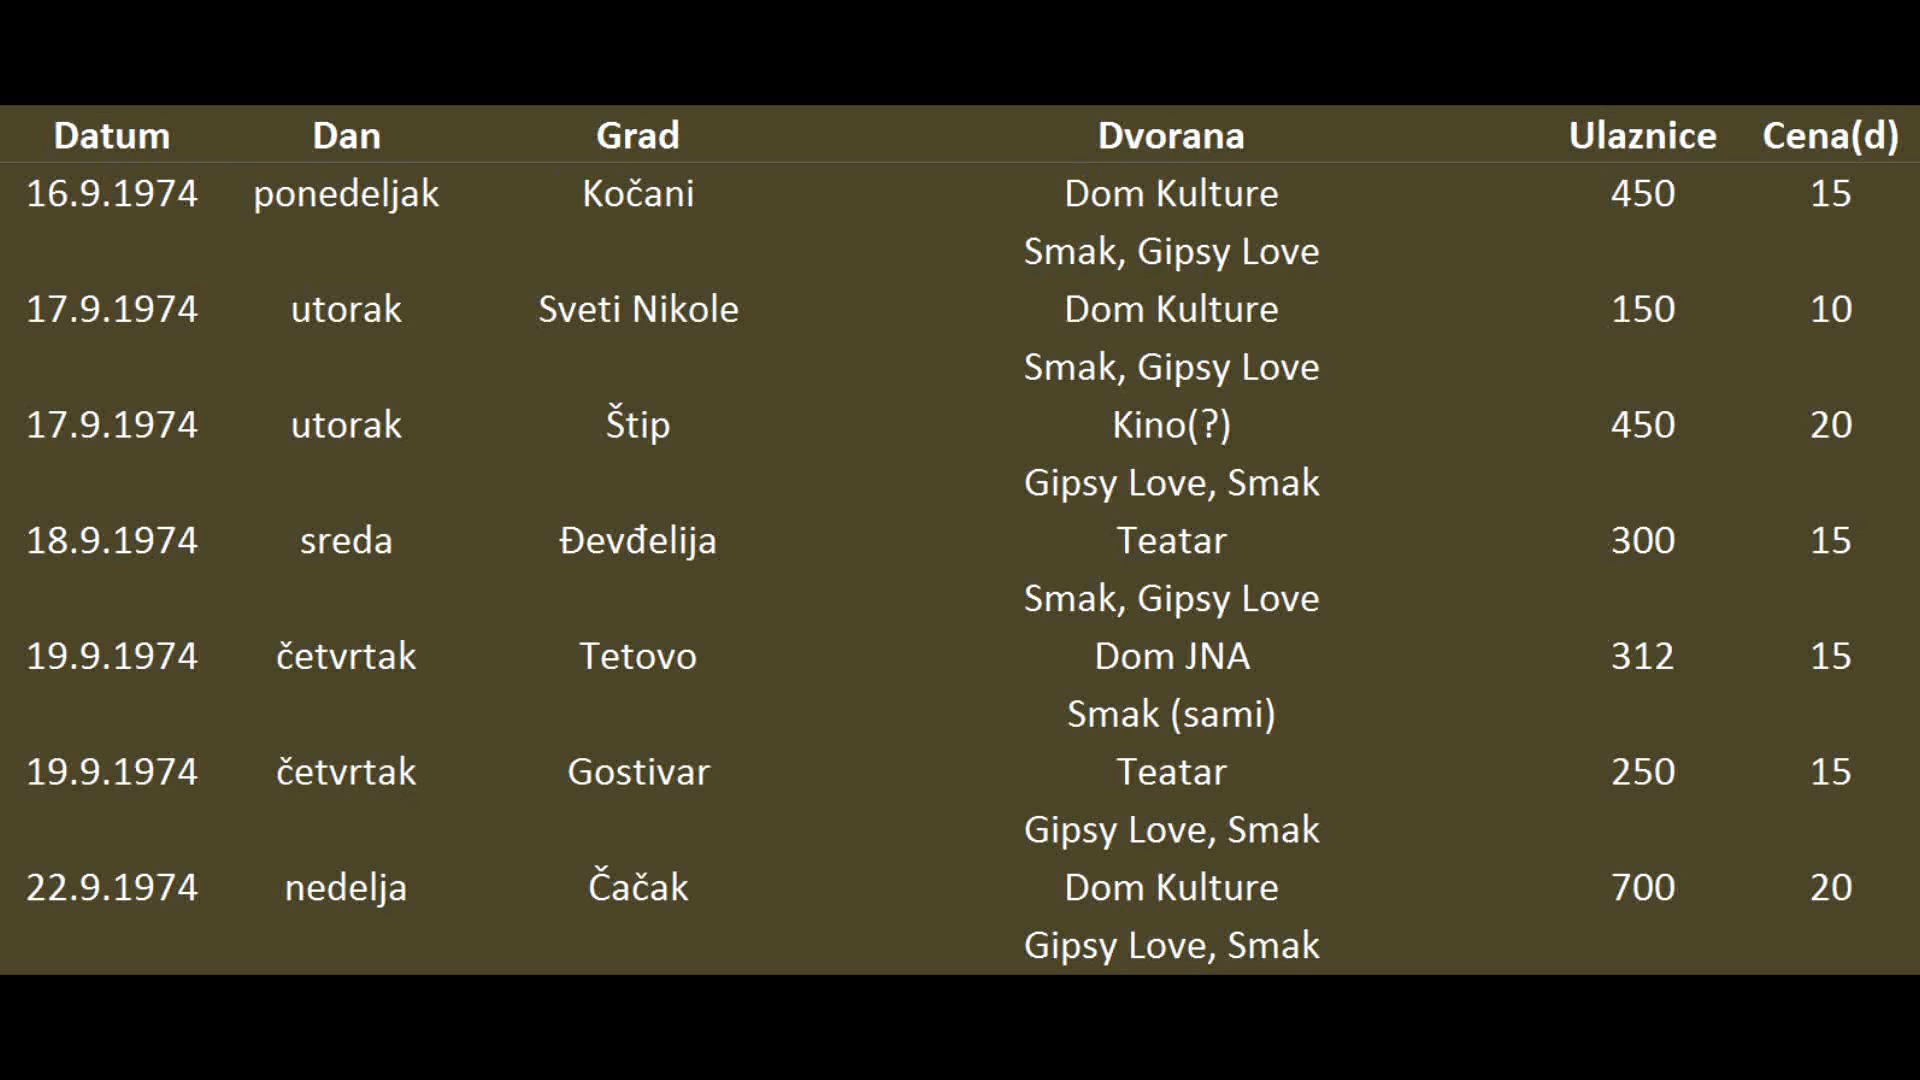 Datum Dan Grad Dvorana Ulaznice Cena(d)
16.9.1974 ponedeljak Kočani Dom Kulture 450 15
Smak, Gipsy Love
17.9.1974 utorak Sveti Nikole Dom Kulture 150 10
Smak, Gipsy Love
17.9.1974 utorak Štip Kino(?) 450 20
Gipsy Love, Smak
18.9.1974 sreda Đevđelija Teatar 300 15
Smak, Gipsy Love
19.9.1974 četvrtak Tetovo Dom JNA 312 15
Smak (sami)
19.9.1974 četvrtak Gostivar Teatar 250 15
Gipsy Love, Smak
22.9.1974 nedelja Čačak Dom Kulture 700 20
Gipsy Love, Smak